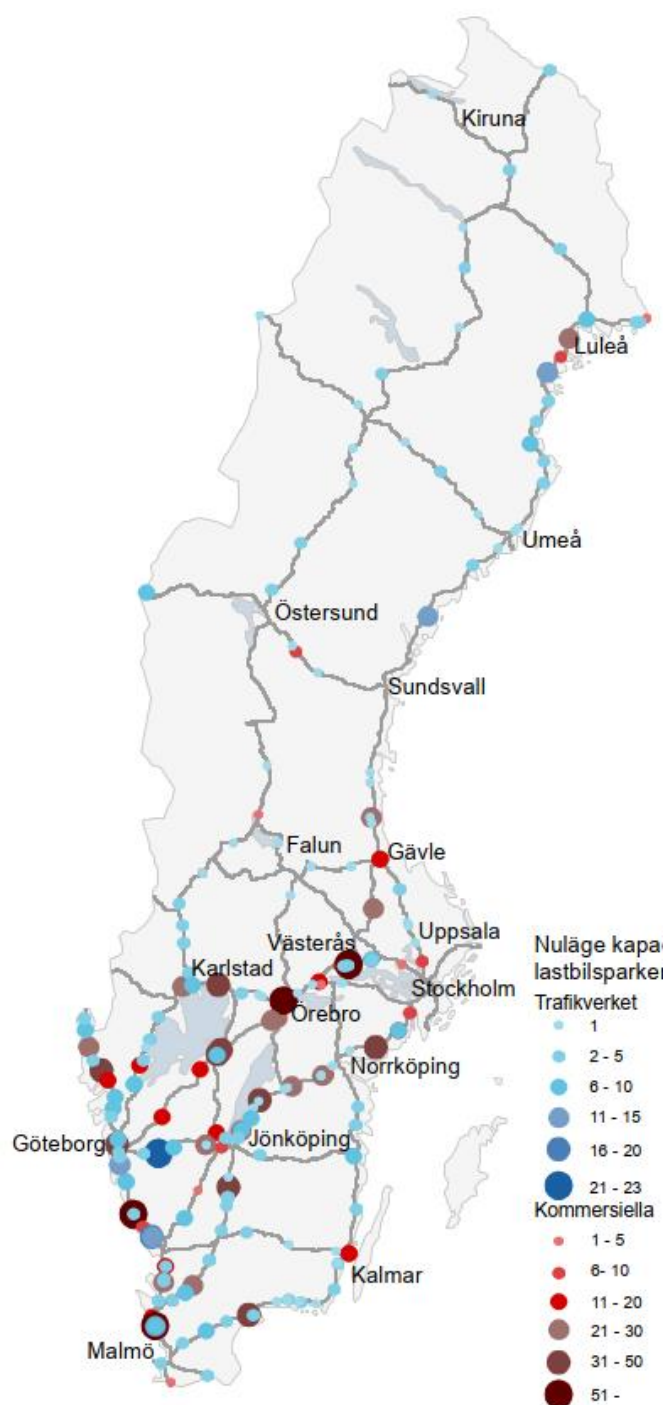 Kiruna
Luleå
Umeå
Östersund
Sundsvall
Falun
Gävle
Uppsala
Västerås
Karlstad
Stockholm
Örebro
Norrköping
Göteborg
Jönköping
Kalmar
Malmö
Nuläge kapa
lastbilsparker
Trafikverket
1
2 - 5
6 - 10
11 - 15
16 - 20
21 - 23
Kommersiella
1 - 5
6- 10
11 - 20
21 - 30
31 - 50
51 -